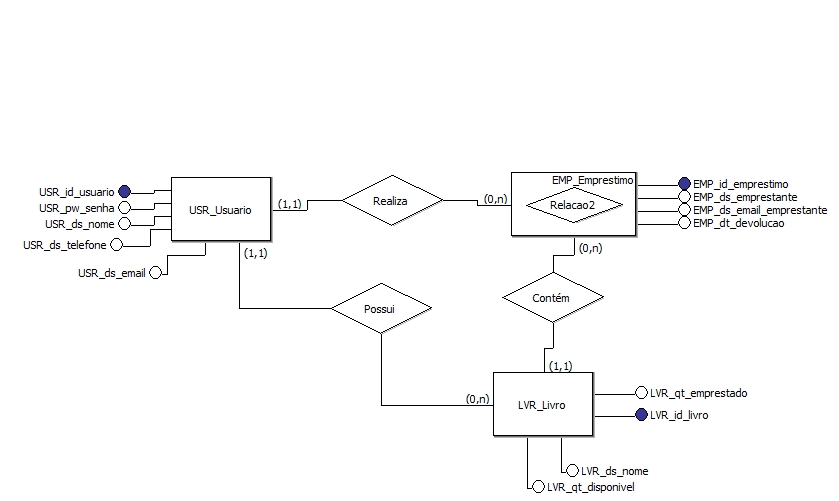 EMP_Emprestimo
EMP_id_emprestimo
USR_id_usuario
EMP_ds_emprestante
USR_pw_senha
USR_Usuario
(1,1)
Realiza
(0,n)
Relacao2
EMP_ds_email_emprestante
USR_ds_nome
EMP_dt_devolucao
USR_ds_telefone
(1,1)
(0,n)
USR_ds_email
Contém
Possui
(1,1)
LVR_qt_emprestado
(0,n)
LVR_Livro
LVR_id_livro
LVR_ds_nome
LVR_qt_disponivel